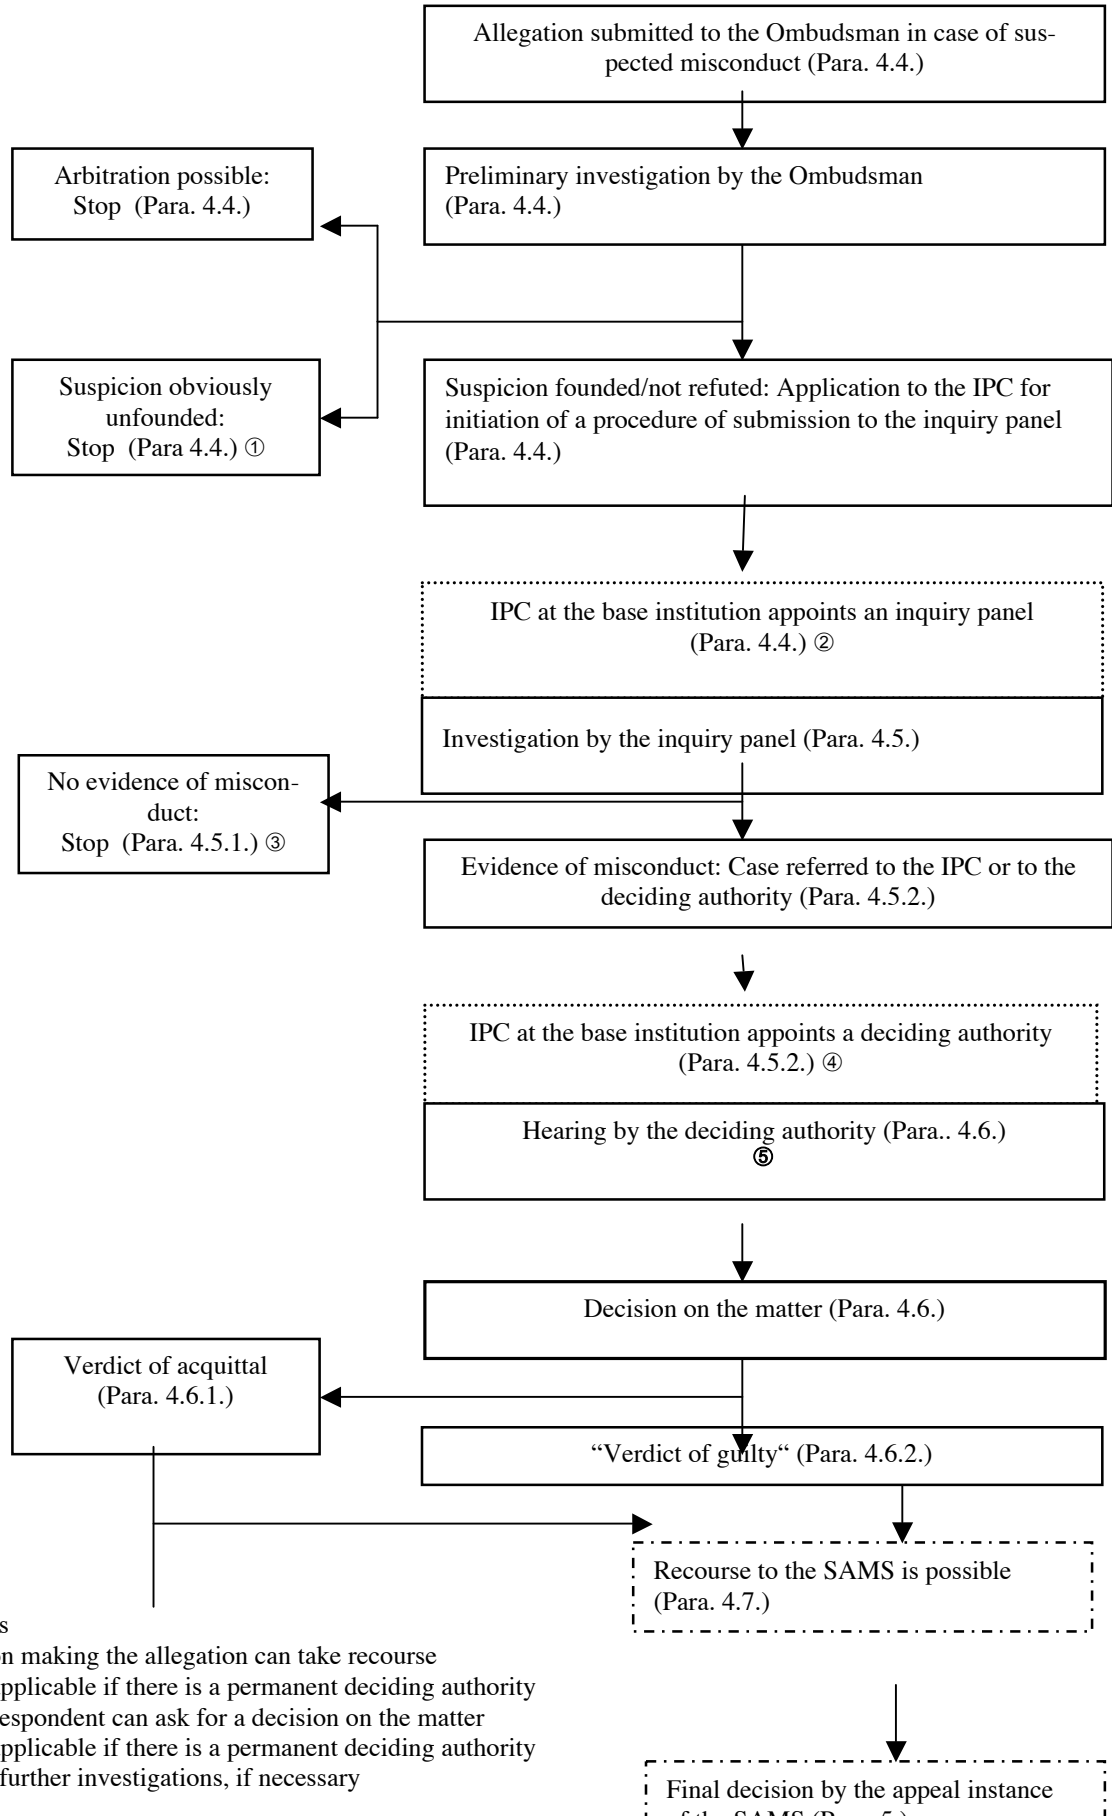 Allegation submitted to the Ombudsman in case of sus-
pected misconduct (Para. 4.4.)
Arbitration possible:
Stop (Para. 4.4.)
Preliminary investigation by the Ombudsman
(Para. 4.4.)
Suspicion obviously
unfounded:
Stop (Para 4.4.) ①
Suspicion founded/not refuted: Application to the IPC for
initiation of a procedure of submission to the inquiry panel
(Para. 4.4.)
IPC at the base institution appoints an inquiry panel
(Para. 4.4.) ②
Investigation by the inquiry panel (Para. 4.5.)
No evidence of miscon-
duct:
Stop (Para. 4.5.1.) ③
Evidence of misconduct: Case referred to the IPC or to the
deciding authority (Para. 4.5.2.)
IPC at the base institution appoints a deciding authority
(Para. 4.5.2.) ④
Hearing by the deciding authority (Para.. 4.6.)
⑤
Decision on the matter (Para. 4.6.)
Verdict of acquittal
(Para. 4.6.1.)
“Verdict of guilty“ (Para. 4.6.2.)
Recourse to the SAMS is possible
(Para. 4.7.)
s
n making the allegation can take recourse
pplicable if there is a permanent deciding authority
espondent can ask for a decision on the matter
pplicable if there is a permanent deciding authority
further investigations, if necessary
Final decision by the appeal instance
of the SAMS (Para. 5.)